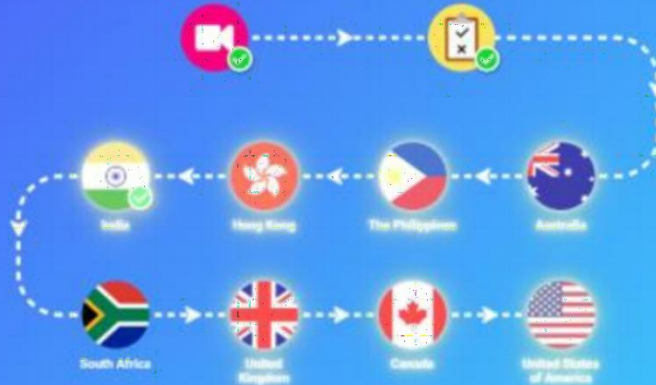 India
Hong Kong
The Philippines
Australia
South Africa
United
Kingdom
Canada
United States
of America